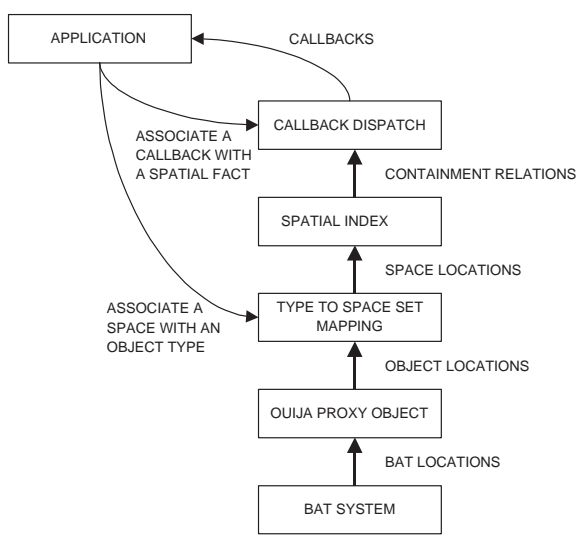 APPLICATION
CALLBACKS
CALLBACK DISPATCH
ASSOCIATE A
CALLBACK WITH
A SPATIAL FACT
CONTAINMENT RELATIONS
SPATIAL INDEX
SPACE LOCATIONS
ASSOCIATE A
SPACE WITH AN
OBJECT TYPE
TYPE TO SPACE SET
MAPPING
OBJECT LOCATIONS
OUIJA PROXY OBJECT
BAT LOCATIONS
BAT SYSTEM